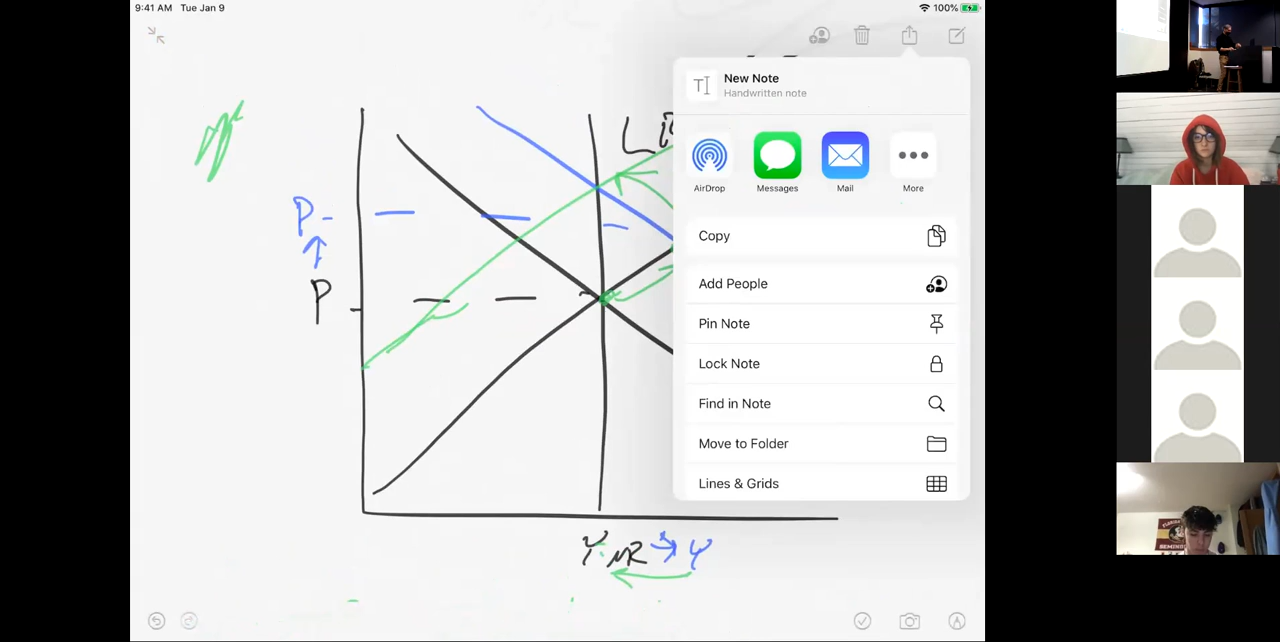 9:41 AM Tue Jan 9
100%
New Note
Handwritten note
AirDrop
Messages
Mail
More
Copy
Add People
Pin Note
Lock Note
Find in Note
Move to Folder
Lines & Grids
P
P
Y NR → Y